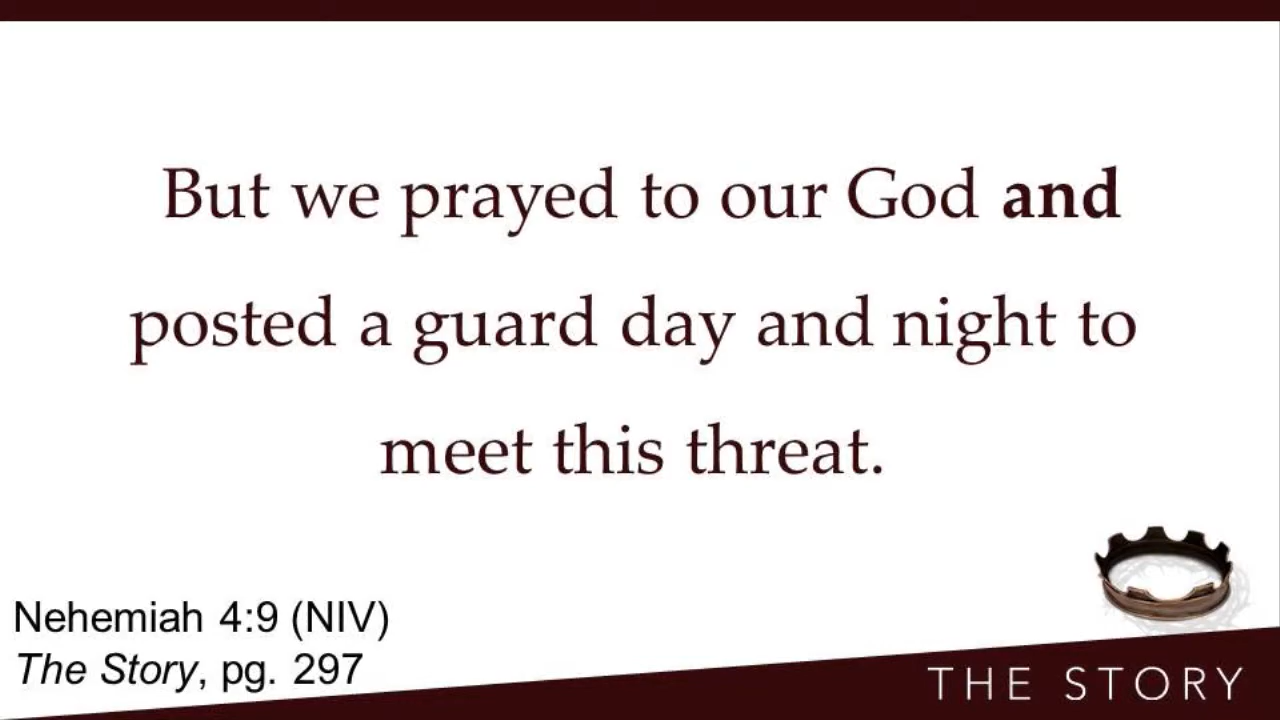 But we prayed to our God and
posted a guard day and night to
meet this threat.
Nehemiah 4:9 (NIV)
The Story, pg. 297
THE STORY